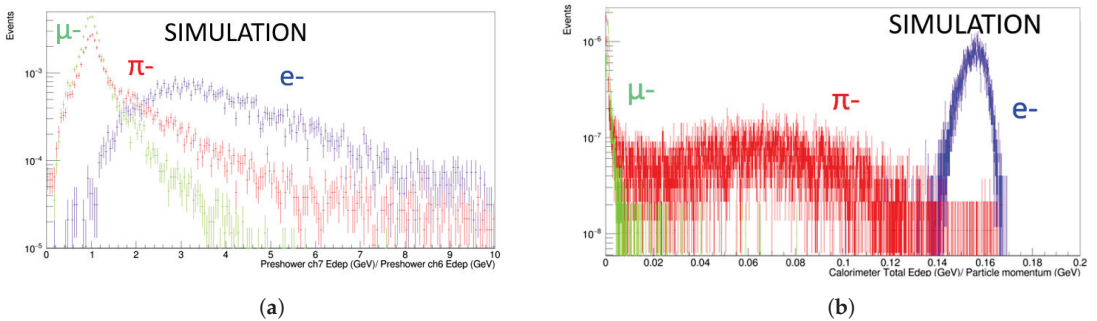 Events
SIMULATION
μ-
π-
e-
10⁻³
10⁻⁴
10⁻⁵
0 1 2 3 4 5 6 7 8 9 10
Preshower ch7 Edep (GeV)/ Preshower ch6 Edep (GeV)
(a)
Events
SIMULATION
10⁻⁶
μ-
π-
e-
10⁻⁷
10⁻⁸
0 0.02 0.04 0.06 0.08 0.1 0.12 0.14 0.16 0.18 0.2
Calorimeter Total Edep (GeV)/ Particle momentum (GeV)
(b)